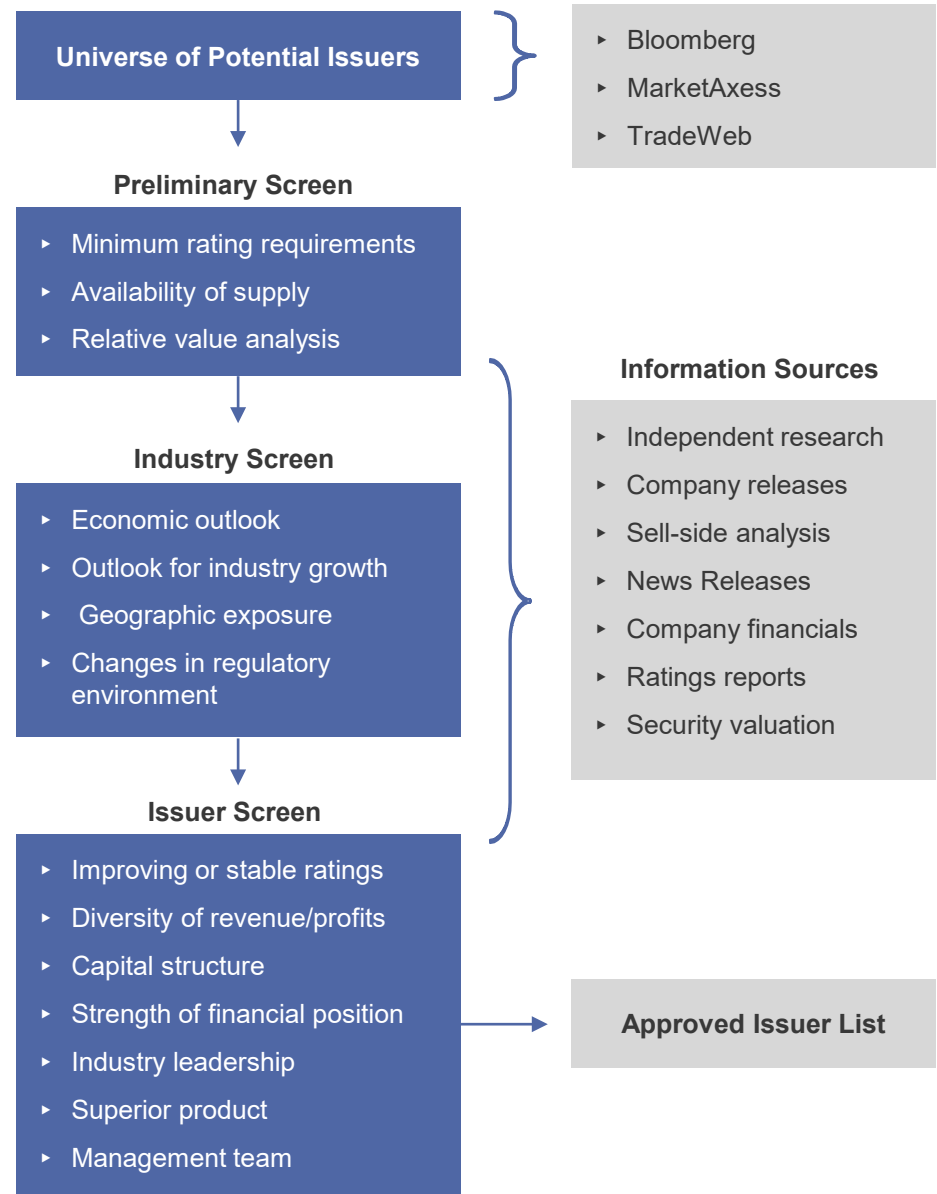 Universe of Potential Issuers
▸ Bloomberg
▸ MarketAxess
▸ TradeWeb
Preliminary Screen
▸ Minimum rating requirements
▸ Availability of supply
▸ Relative value analysis
Industry Screen
▸ Economic outlook
▸ Outlook for industry growth
▸ Geographic exposure
▸ Changes in regulatory
environment
Information Sources
▸ Independent research
▸ Company releases
▸ Sell-side analysis
▸ News Releases
▸ Company financials
▸ Ratings reports
▸ Security valuation
Issuer Screen
▸ Improving or stable ratings
▸ Diversity of revenue/profits
▸ Capital structure
▸ Strength of financial position
▸ Industry leadership
▸ Superior product
▸ Management team
Approved Issuer List